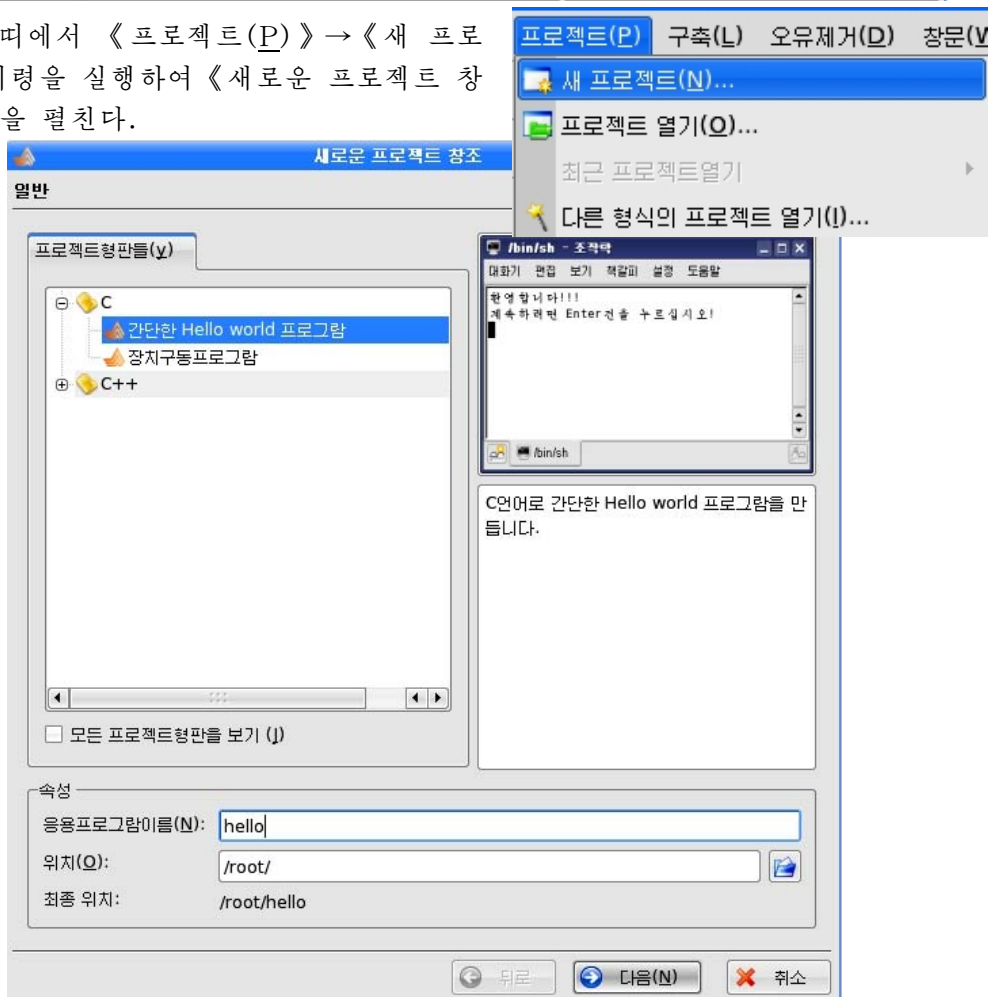 띠에서 《프로젝트(P)》→《새 프로
령을 실행하여《새로운 프로젝트 창
을 펼친다.
프로젝트(P) 구축(L) 오유제거(D) 창문(W
새 프로젝트(N)...
프로젝트 열기(O)...
최근 프로젝트열기
다른 형식의 프로젝트 열기(I)...
새로운 프로젝트 창조
일반
프로젝트형판들(y)
C
간단한 Hello world 프로그람
장치구동프로그람
C++
모든 프로젝트형판을 보기 (J)
/bin/sh - 조작탁
대화기 편집 보기 책갈피 설정 도움말
환영합니다!!!
계속하려면 Enter건을 누르십시오!
/bin/sh
C언어로 간단한 Hello world 프로그람을 만
듭니다.
속성
응용프로그람이름(N): hello
위치(O): /root/
최종 위치: /root/hello
뒤로 다음(N) 취소